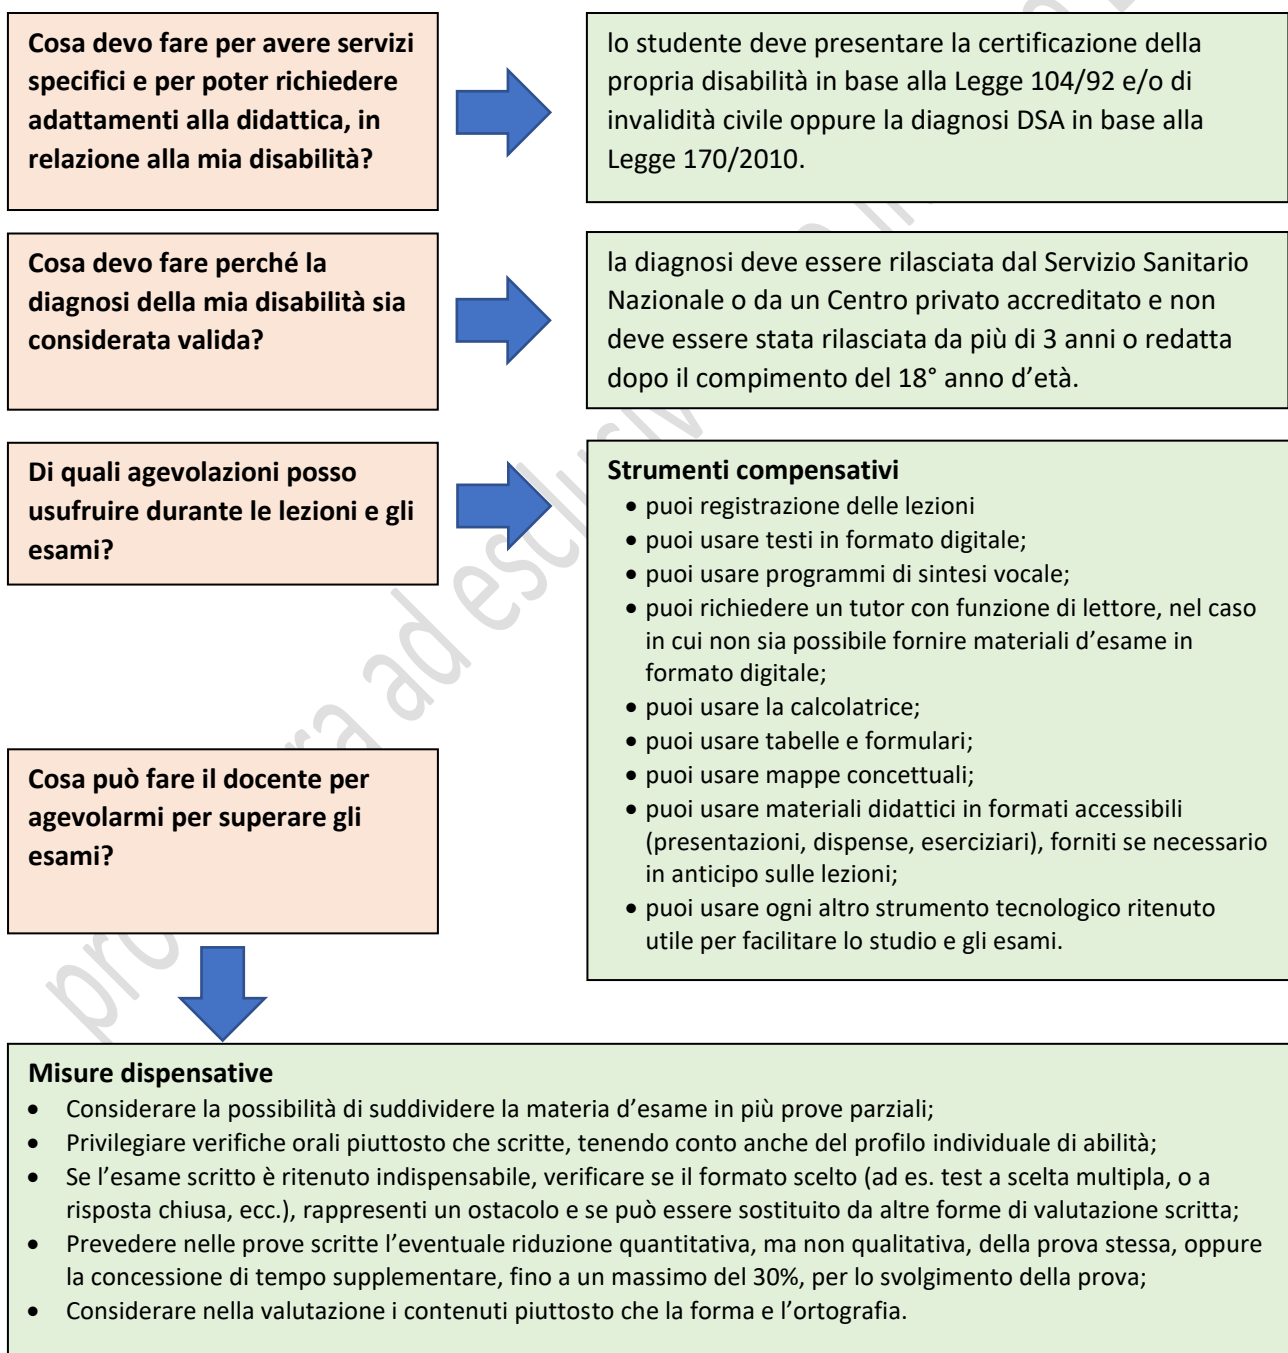 Cosa devo fare per avere servizi
specifici e per poter richiedere
adattamenti alla didattica, in
relazione alla mia disabilità?
lo studente deve presentare la certificazione della
propria disabilità in base alla Legge 104/92 e/o di
invalidità civile oppure la diagnosi DSA in base alla
Legge 170/2010.
Cosa devo fare perché la
diagnosi della mia disabilità sia
considerata valida?
la diagnosi deve essere rilasciata dal Servizio Sanitario
Nazionale o da un Centro privato accreditato e non
deve essere stata rilasciata da più di 3 anni o redatta
dopo il compimento del 18° anno d’età.
Di quali agevolazioni posso
usufruire durante le lezioni e gli
esami?
Strumenti compensativi
• puoi registrazione delle lezioni
• puoi usare testi in formato digitale;
• puoi usare programmi di sintesi vocale;
• puoi richiedere un tutor con funzione di lettore, nel caso
in cui non sia possibile fornire materiali d’esame in
formato digitale;
• puoi usare la calcolatrice;
• puoi usare tabelle e formulari;
• puoi usare mappe concettuali;
• puoi usare materiali didattici in formati accessibili
(presentazioni, dispense, eserciziari), forniti se necessario
in anticipo sulle lezioni;
• puoi usare ogni altro strumento tecnologico ritenuto
utile per facilitare lo studio e gli esami.
Cosa può fare il docente per
agevolarmi per superare gli
esami?
Misure dispensative
• Considerare la possibilità di suddividere la materia d’esame in più prove parziali;
• Privilegiare verifiche orali piuttosto che scritte, tenendo conto anche del profilo individuale di abilità;
• Se l’esame scritto è ritenuto indispensabile, verificare se il formato scelto (ad es. test a scelta multipla, o a
risposta chiusa, ecc.), rappresenti un ostacolo e se può essere sostituito da altre forme di valutazione scritta;
• Prevedere nelle prove scritte l’eventuale riduzione quantitativa, ma non qualitativa, della prova stessa, oppure
la concessione di tempo supplementare, fino a un massimo del 30%, per lo svolgimento della prova;
• Considerare nella valutazione i contenuti piuttosto che la forma e l’ortografia.
ad